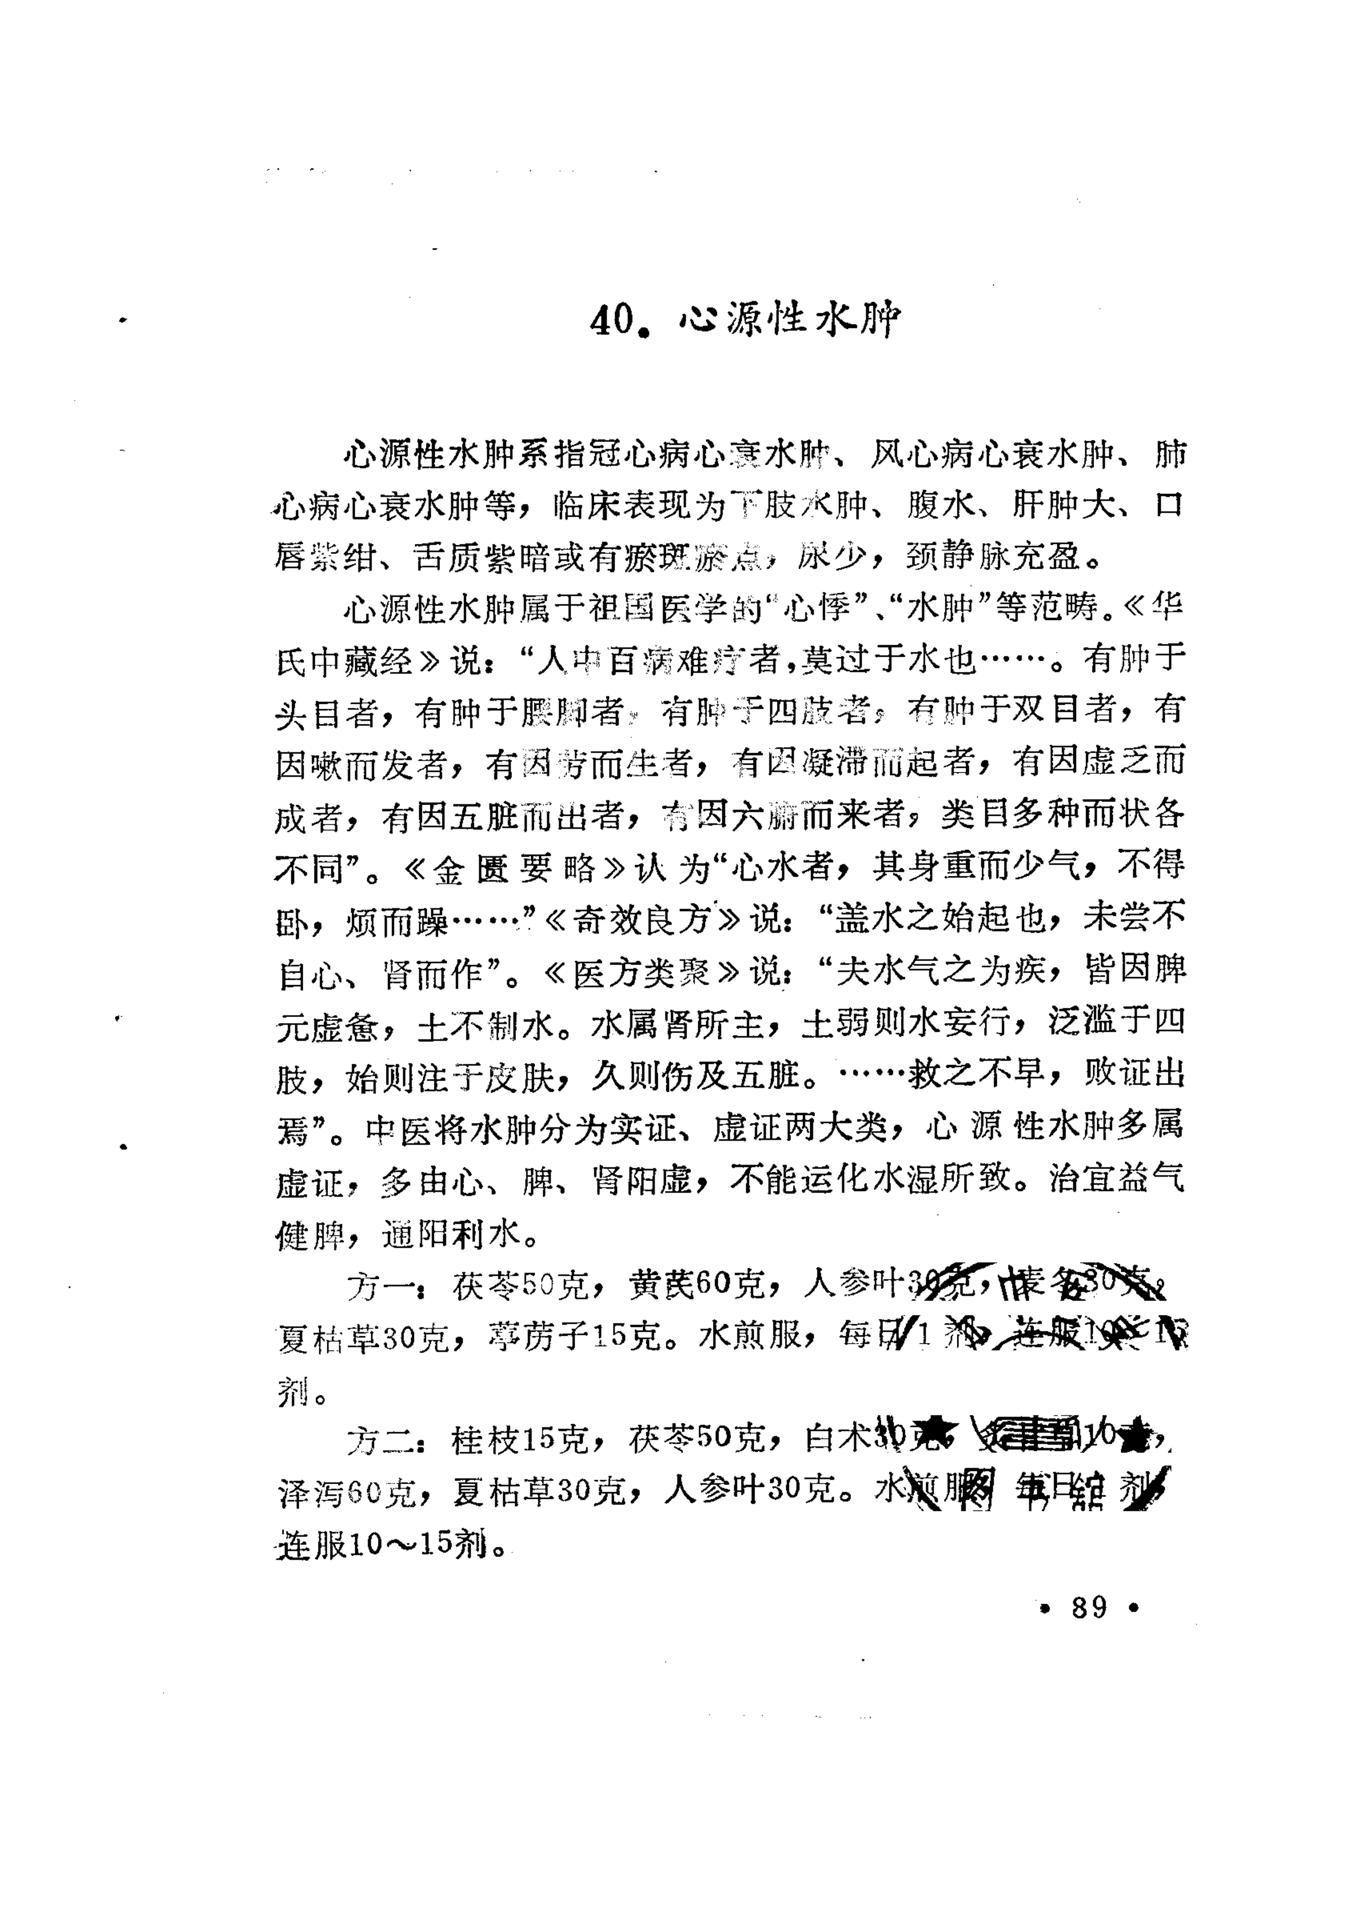 40. 心源性水肿
心源性水肿系指冠心病心衰水肿、风心病心衰水肿、肺
心病心衰水肿等，临床表现为下肢水肿、腹水、肝肿大、口
唇紫绀、舌质紫暗或有瘀斑瘀点，尿少，颈静脉充盈。
心源性水肿属于祖国医学的“心悸”、“水肿”等范畴。《华
氏中藏经》说：“人中百病难疗者，莫过于水也……。有肿于
头目者，有肿于腰脚者，有肿于四肢者，有肿于双目者，有
因嗽而发者，有因劳而生者，有因凝滞而起者，有因虚乏而
成者，有因五脏而出者，有因六腑而来者，类目多种而状各
不同”。《金匮要略》认为“心水者，其身重而少气，不得
卧，烦而躁……”《奇效良方》说：“盖水之始起也，未尝不
自心、肾而作”。《医方类聚》说：“夫水气之为疾，皆因脾
元虚惫，土不制水。水属肾所主，土弱则水妄行，泛滥于四
肢，始则注于皮肤，久则伤及五脏。……救之不早，败证出
焉”。中医将水肿分为实证、虚证两大类，心源性水肿多属
虚证，多由心、脾、肾阳虚，不能运化水湿所致。治宜益气
健脾，通阳利水。
方一：茯苓50克，黄芪60克，人参叶30克，麦冬30克，
夏枯草30克，葶苈子15克。水煎服，每日1剂，连服10～15
剂。
方二：桂枝15克，茯苓50克，白术30克，10克，
泽泻60克，夏枯草30克，人参叶30克。水煎服，每日 剂
连服10～15剂。
• 89 •
图书馆